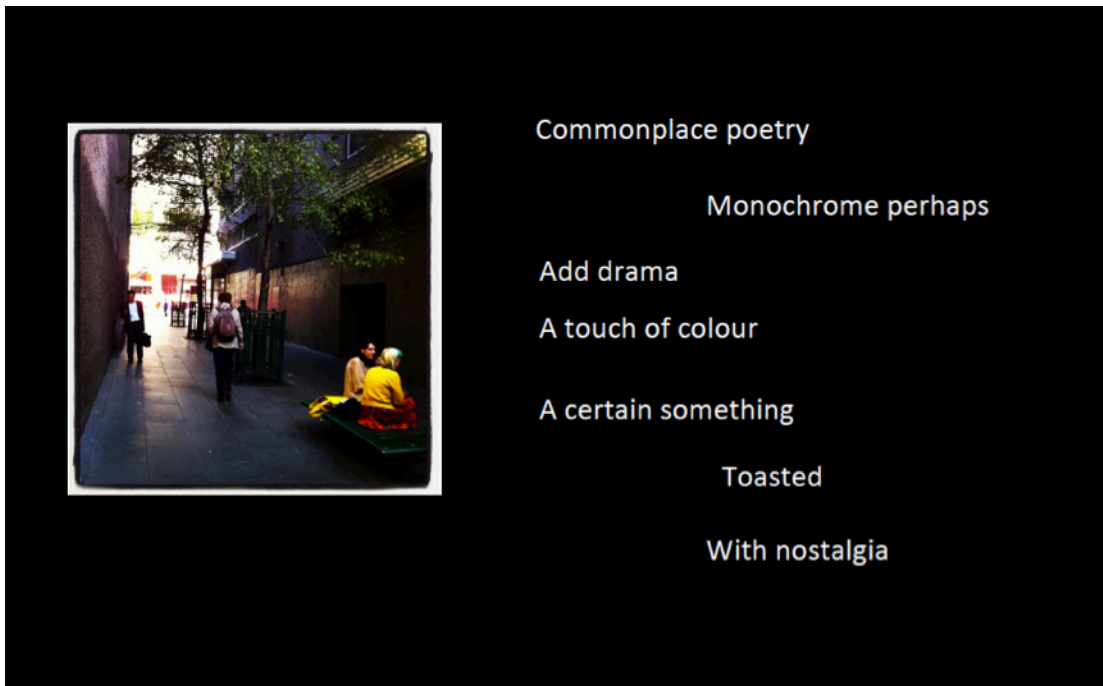 Commonplace poetry
Monochrome perhaps
Add drama
A touch of colour
A certain something
Toasted
With nostalgia